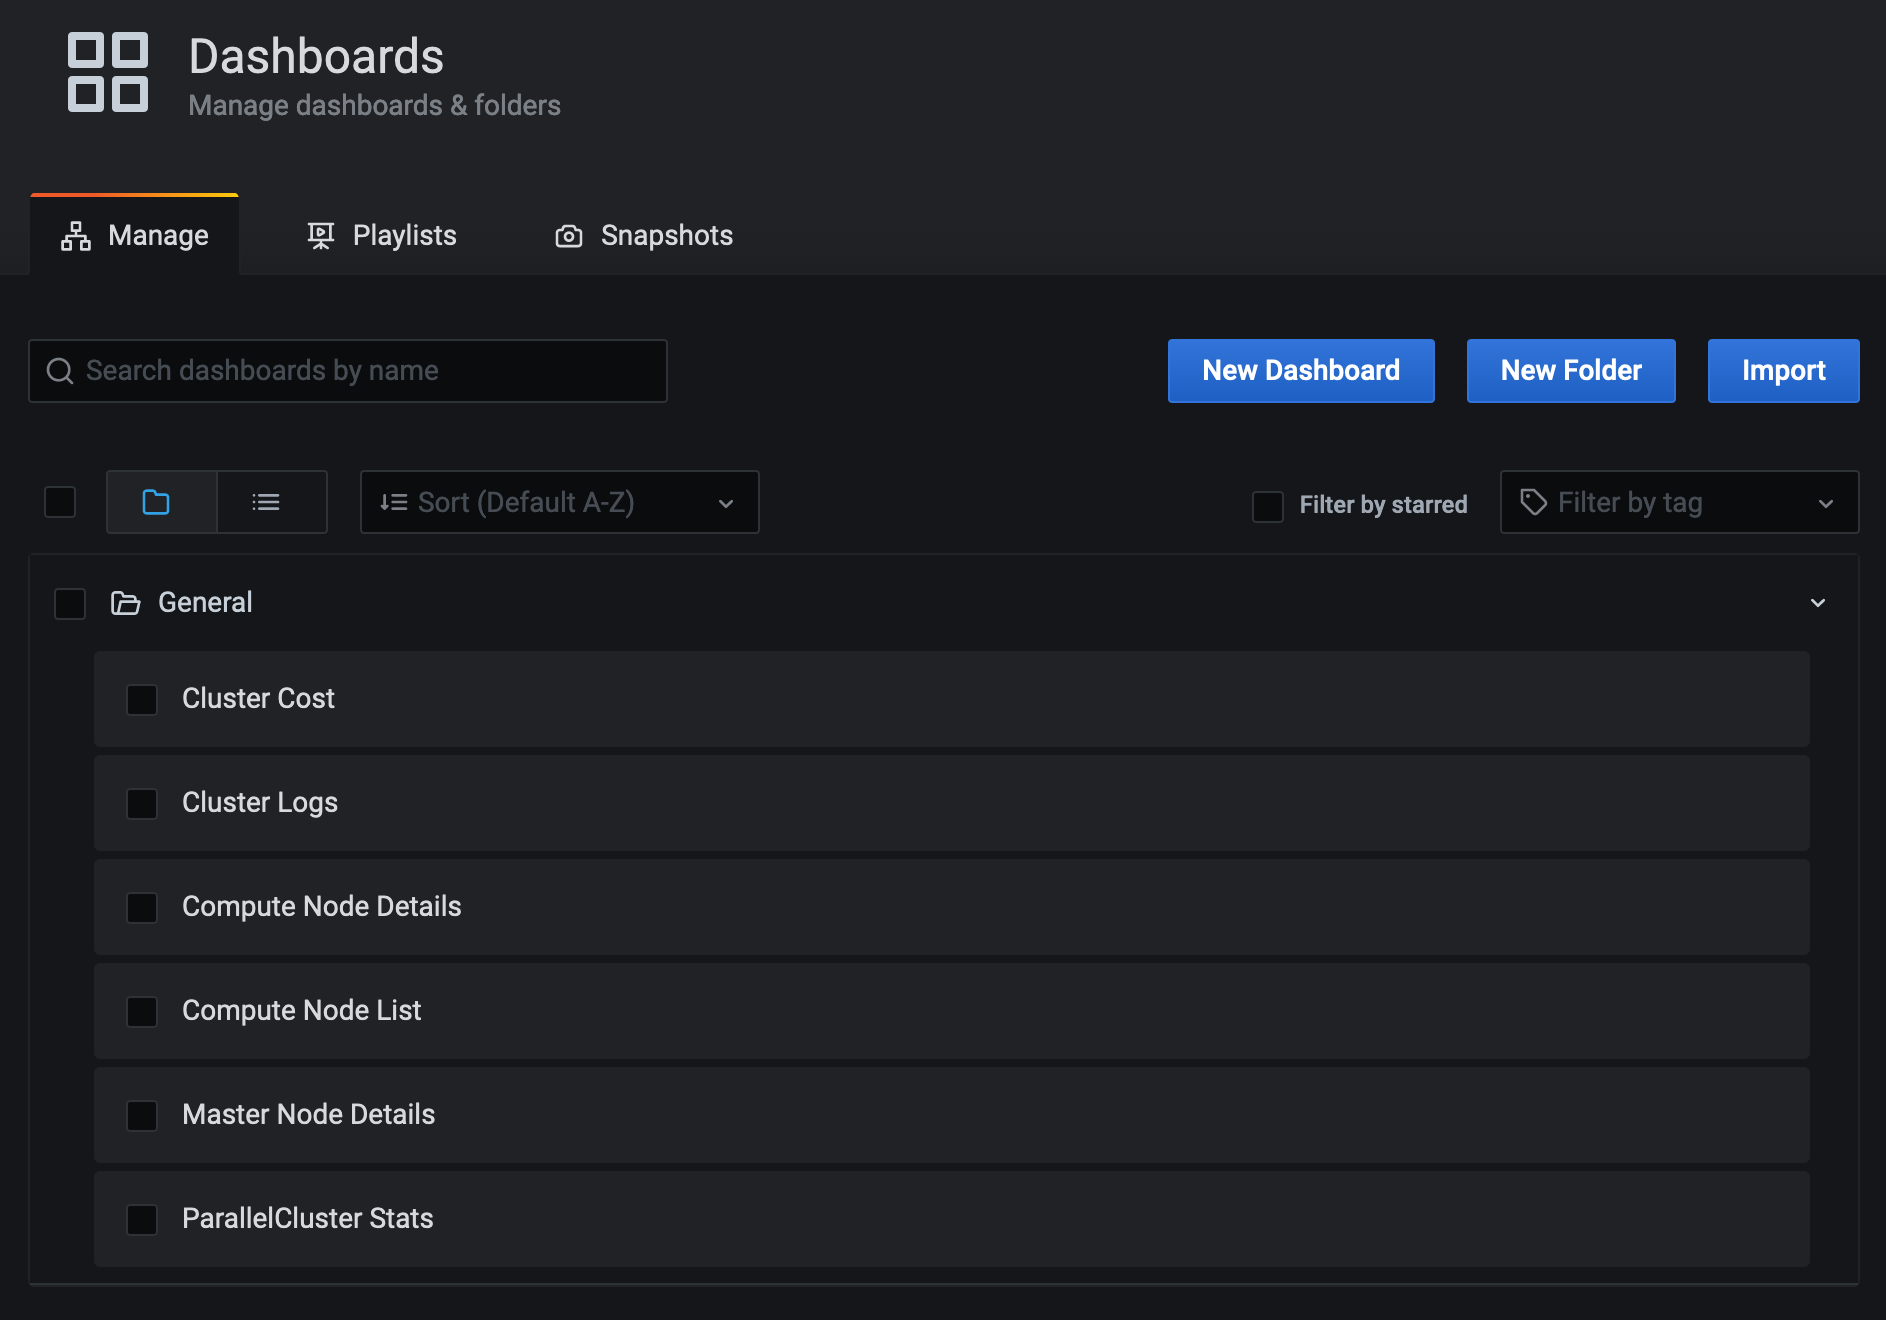 Dashboards
Manage dashboards & folders
Manage
Playlists
Snapshots
Search dashboards by name
New Dashboard
New Folder
Import
Sort (Default A-Z)
Filter by starred
Filter by tag
General
Cluster Cost
Cluster Logs
Compute Node Details
Compute Node List
Master Node Details
ParallelCluster Stats